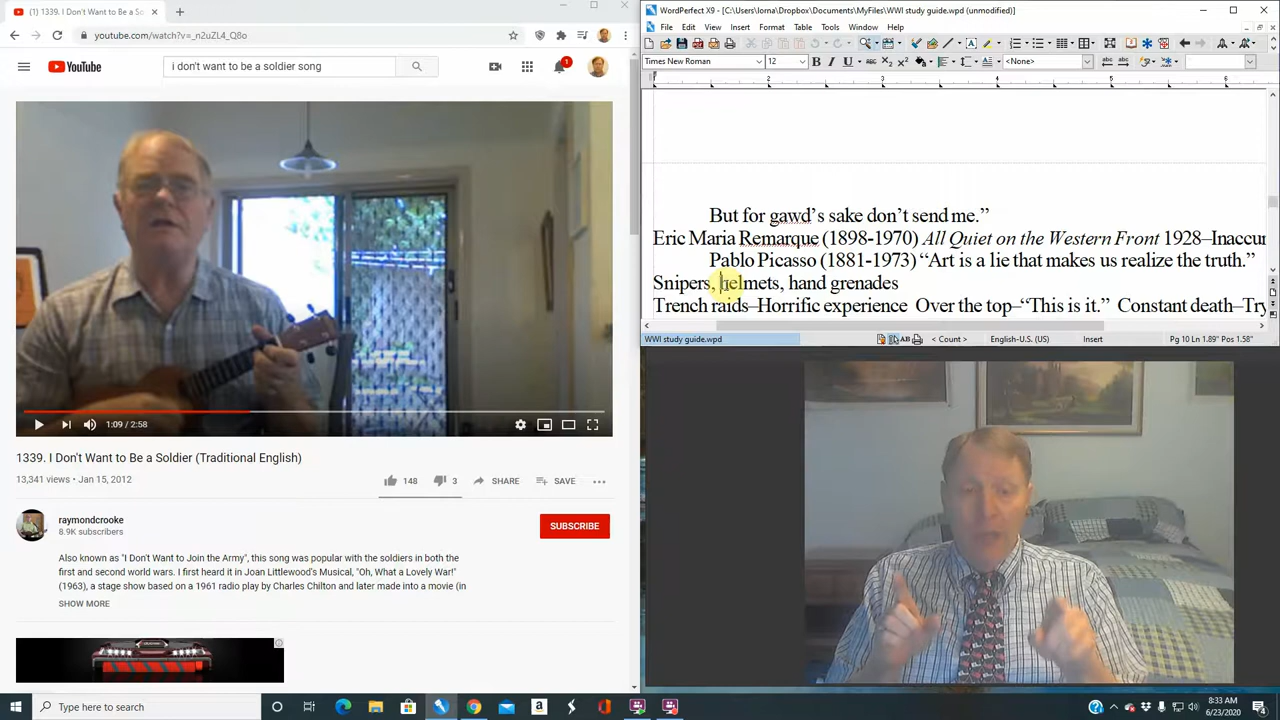 (1) 1339. I Don't Want to Be a So
youtube.com/watch?v=_n2uZL4_Q8o
YouTube
i don't want to be a soldier song
1
1:09 / 2:58
1339. I Don't Want to Be a Soldier (Traditional English)
13,341 views • Jan 15, 2012
148
3
SHARE
SAVE
raymondcrooke
8.9K subscribers
SUBSCRIBE
Also known as "I Don't Want to Join the Army", this song was popular with the soldiers in both the
first and second world wars. I first heard it in Joan Littlewood's Musical, "Oh, What a Lovely War!"
(1963), a stage show based on a 1961 radio play by Charles Chilton and later made into a movie (in
SHOW MORE
WordPerfect X9 - [C:\Users\lorna\Dropbox\Documents\MyFiles\WWI study guide.wpd (unmodified)]
File Edit View Insert Format Table Tools Window Help
Times New Roman 12 B I U <None>
2 3 4 5 6
But for gawd’s sake don’t send me.”
Eric Maria Remarque (1898-1970) All Quiet on the Western Front 1928–Inaccur
Pablo Picasso (1881-1973) “Art is a lie that makes us realize the truth.”
Snipers, helmets, hand grenades
Trench raids–Horrific experience Over the top–“This is it.” Constant death–Try
WWI study guide.wpd
AB
< Count >
English-U.S. (US)
Insert
Pg 10 Ln 1.89" Pos 1.58"
Type here to search
8:33 AM
6/23/2020
4